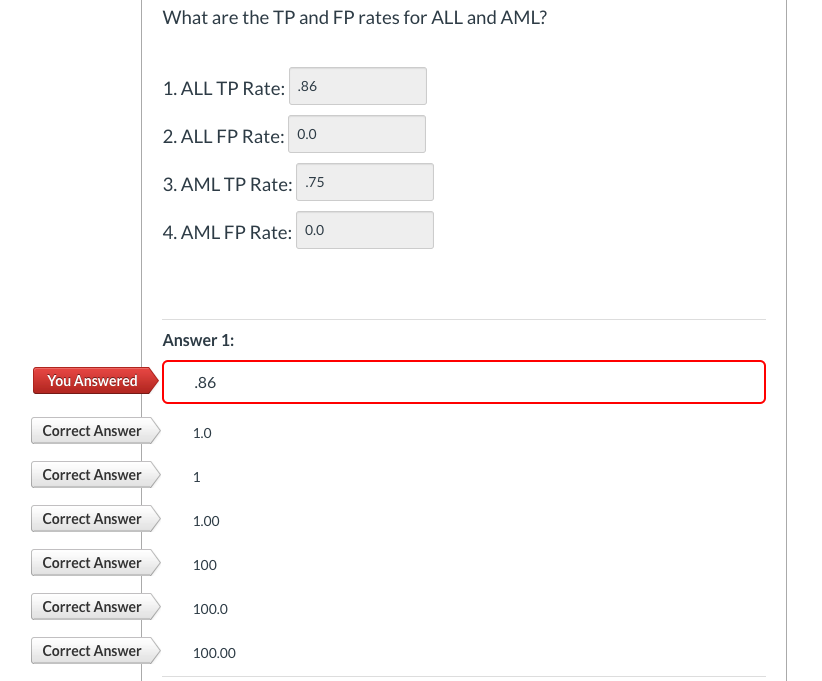 What are the TP and FP rates for ALL and AML?
1. ALL TP Rate: .86
2. ALL FP Rate: 0.0
3. AML TP Rate: .75
4. AML FP Rate: 0.0
Answer 1:
You Answered .86
Correct Answer 1.0
Correct Answer 1
Correct Answer 1.00
Correct Answer 100
Correct Answer 100.0
Correct Answer 100.00